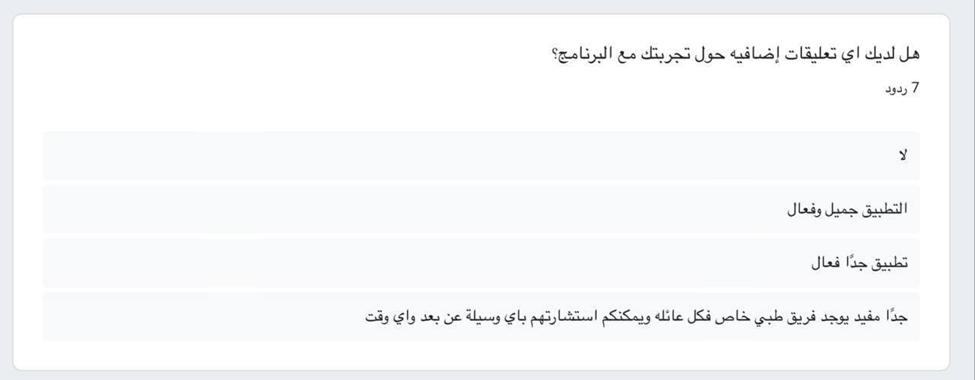 هل لديك اي تعليقات إضافيه حول تجربتك مع البرنامج؟
7 ردود
لا
التطبيق جميل وفعال
تطبيق جدًا فعال
جدًا مفيد يوجد فريق طبي خاص فكل عائله ويمكنكم استشارتهم باي وسيلة عن بعد واي وقت